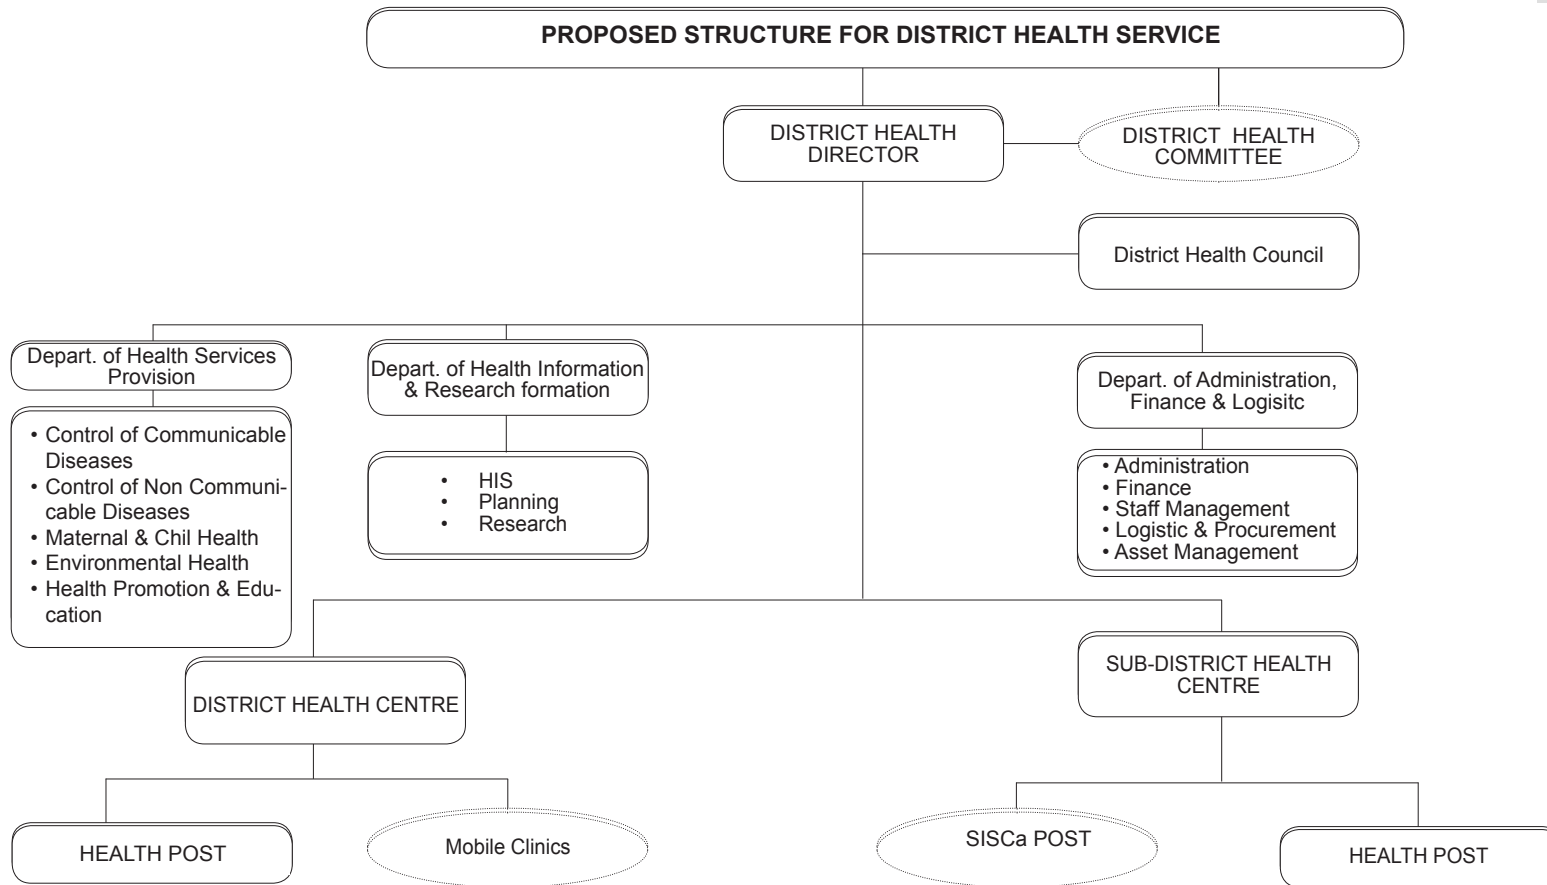 PROPOSED STRUCTURE FOR DISTRICT HEALTH SERVICE
DISTRICT HEALTH
DIRECTOR
DISTRICT HEALTH
COMMITTEE
District Health Council
Depart. of Health Services
Provision
Depart. of Health Information
& Research formation
Depart. of Administration,
Finance & Logisitc
• Control of Communicable
Diseases
• Control of Non Communi-
cable Diseases
• Maternal & Chil Health
• Environmental Health
• Health Promotion & Edu-
cation
• HIS
• Planning
• Research
• Administration
• Finance
• Staff Management
• Logistic & Procurement
• Asset Management
DISTRICT HEALTH CENTRE
SUB-DISTRICT HEALTH
CENTRE
HEALTH POST
Mobile Clinics
SISCa POST
HEALTH POST